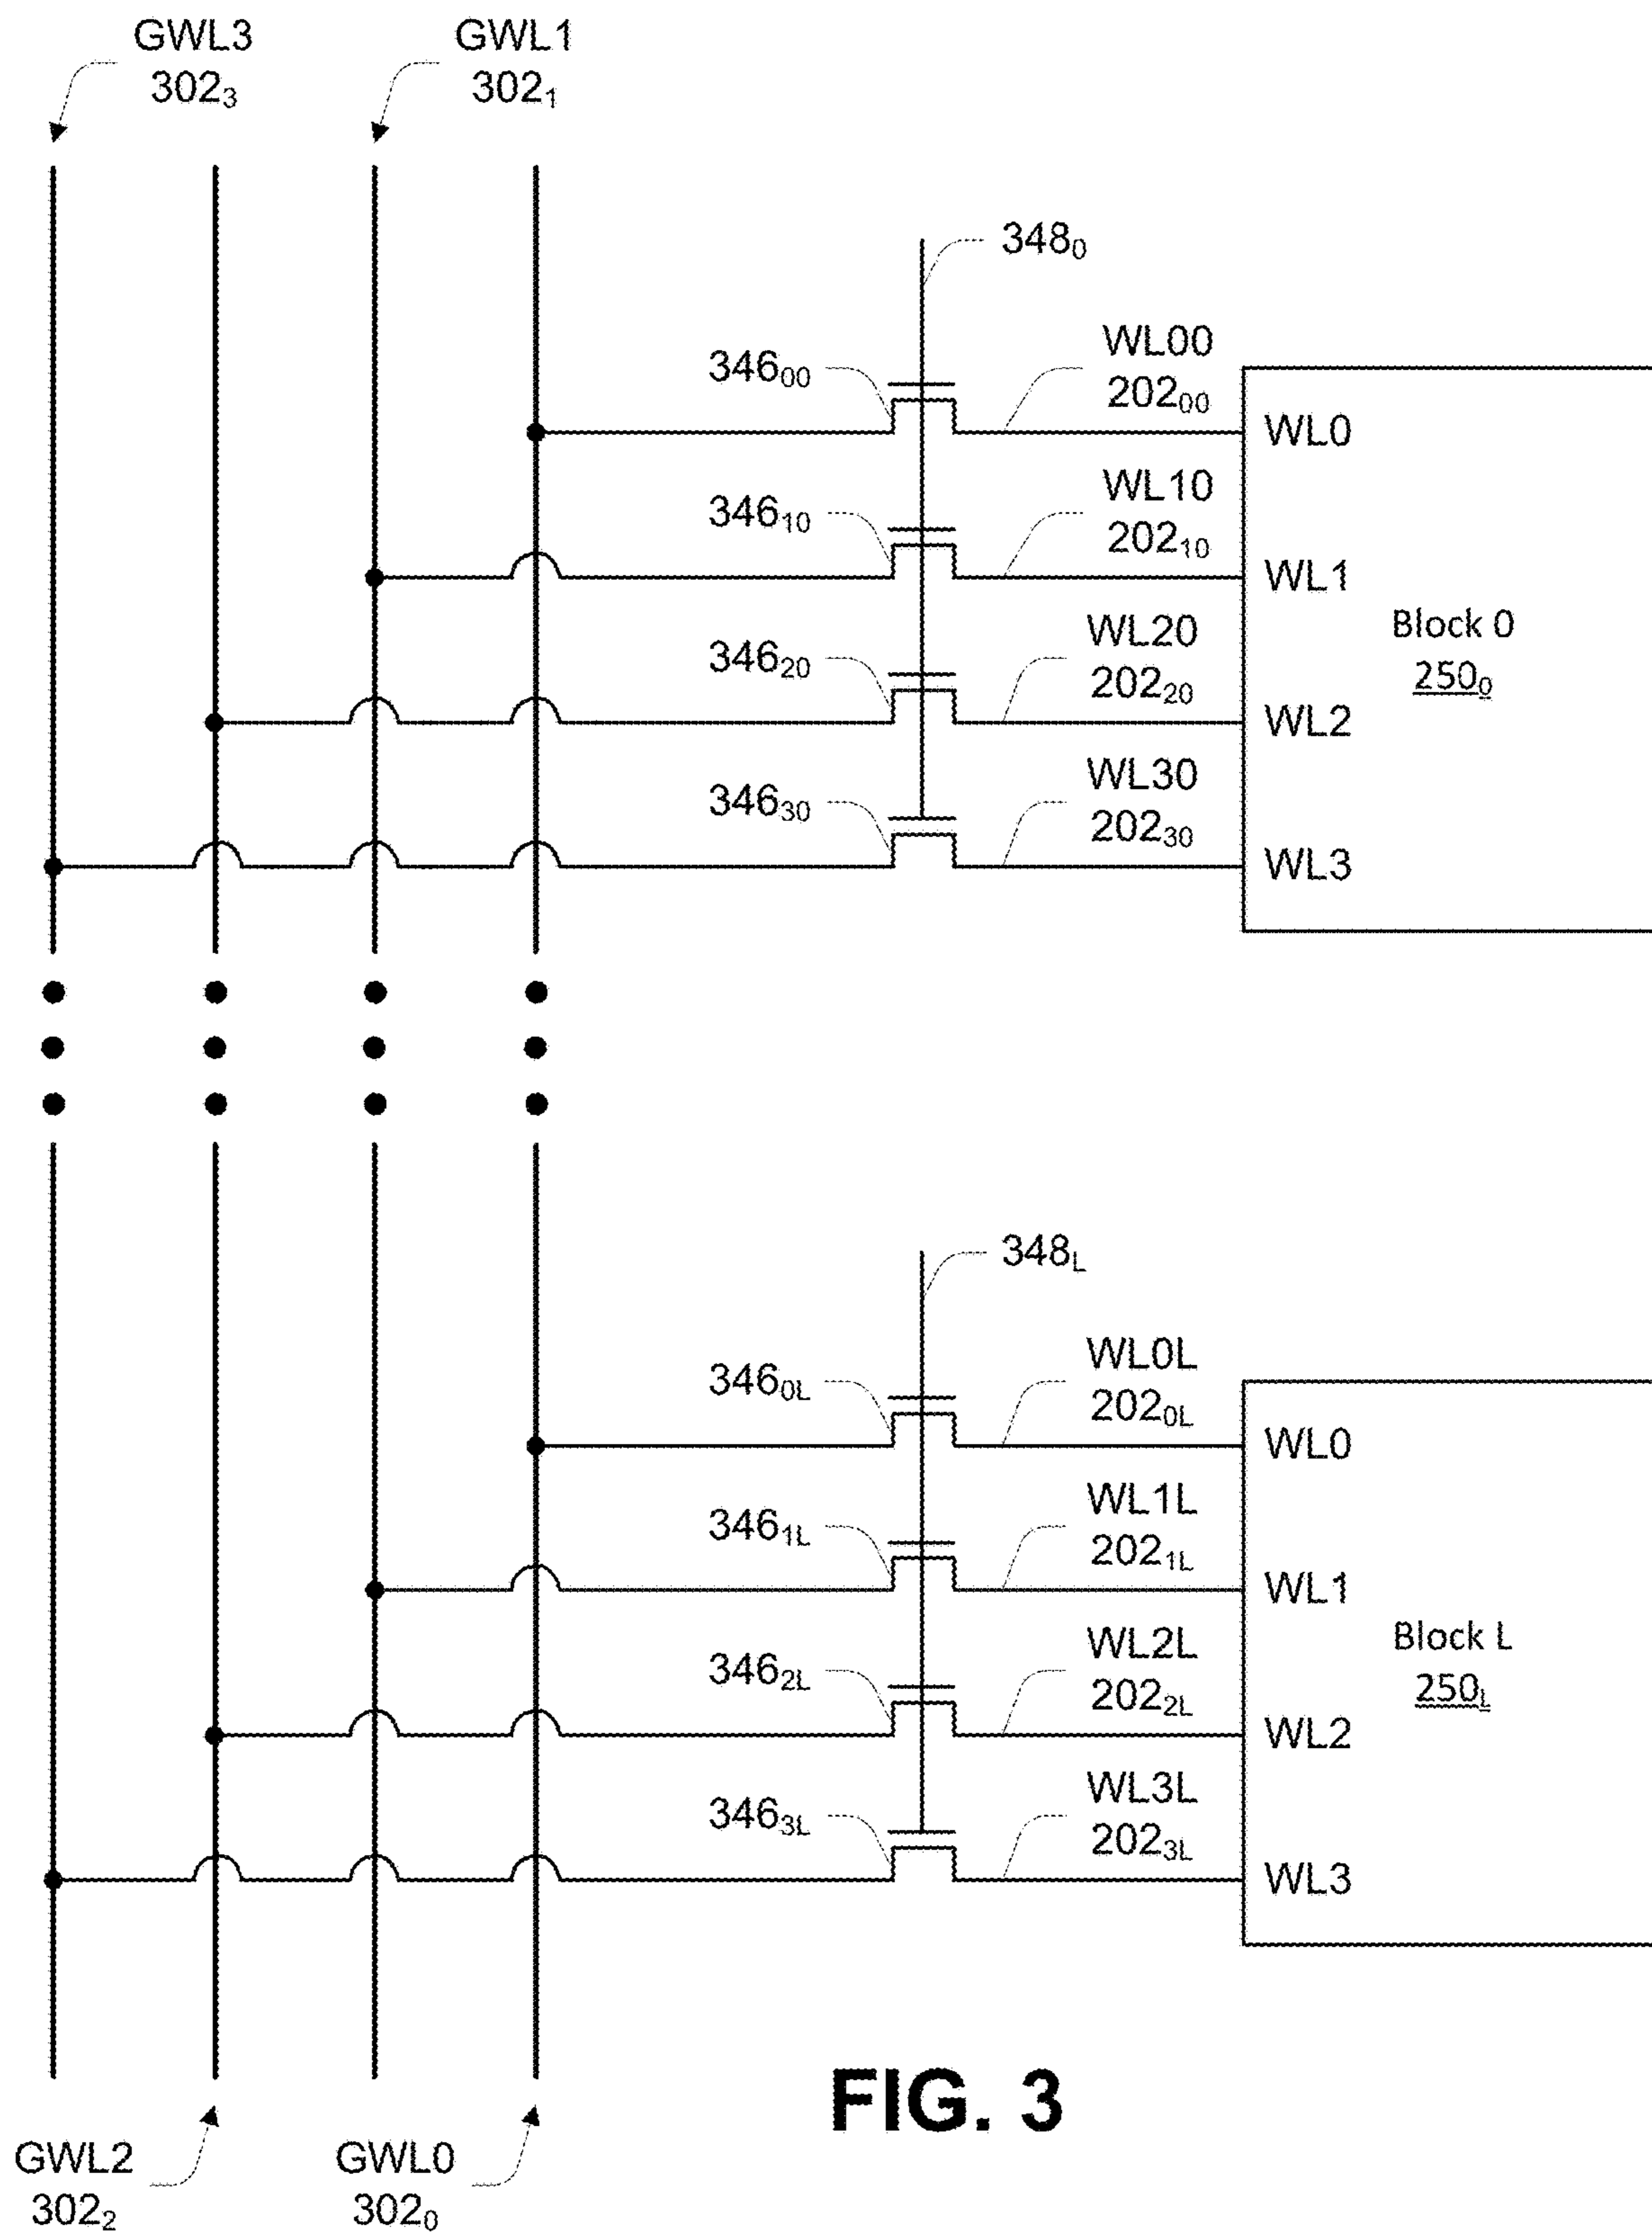 GWL3
302₃
GWL1
302₁
348₀
346₀₀
WL00
202₀₀
WL0
346₁₀
WL10
202₁₀
WL1
Block 0
250₀
346₂₀
WL20
202₂₀
WL2
346₃₀
WL30
202₃₀
WL3
348L
346₀L
WL0L
202₀L
WL0
346₁L
WL1L
202₁L
WL1
Block L
250L
346₂L
WL2L
202₂L
WL2
346₃L
WL3L
202₃L
WL3
FIG. 3
GWL2
302₂
GWL0
302₀